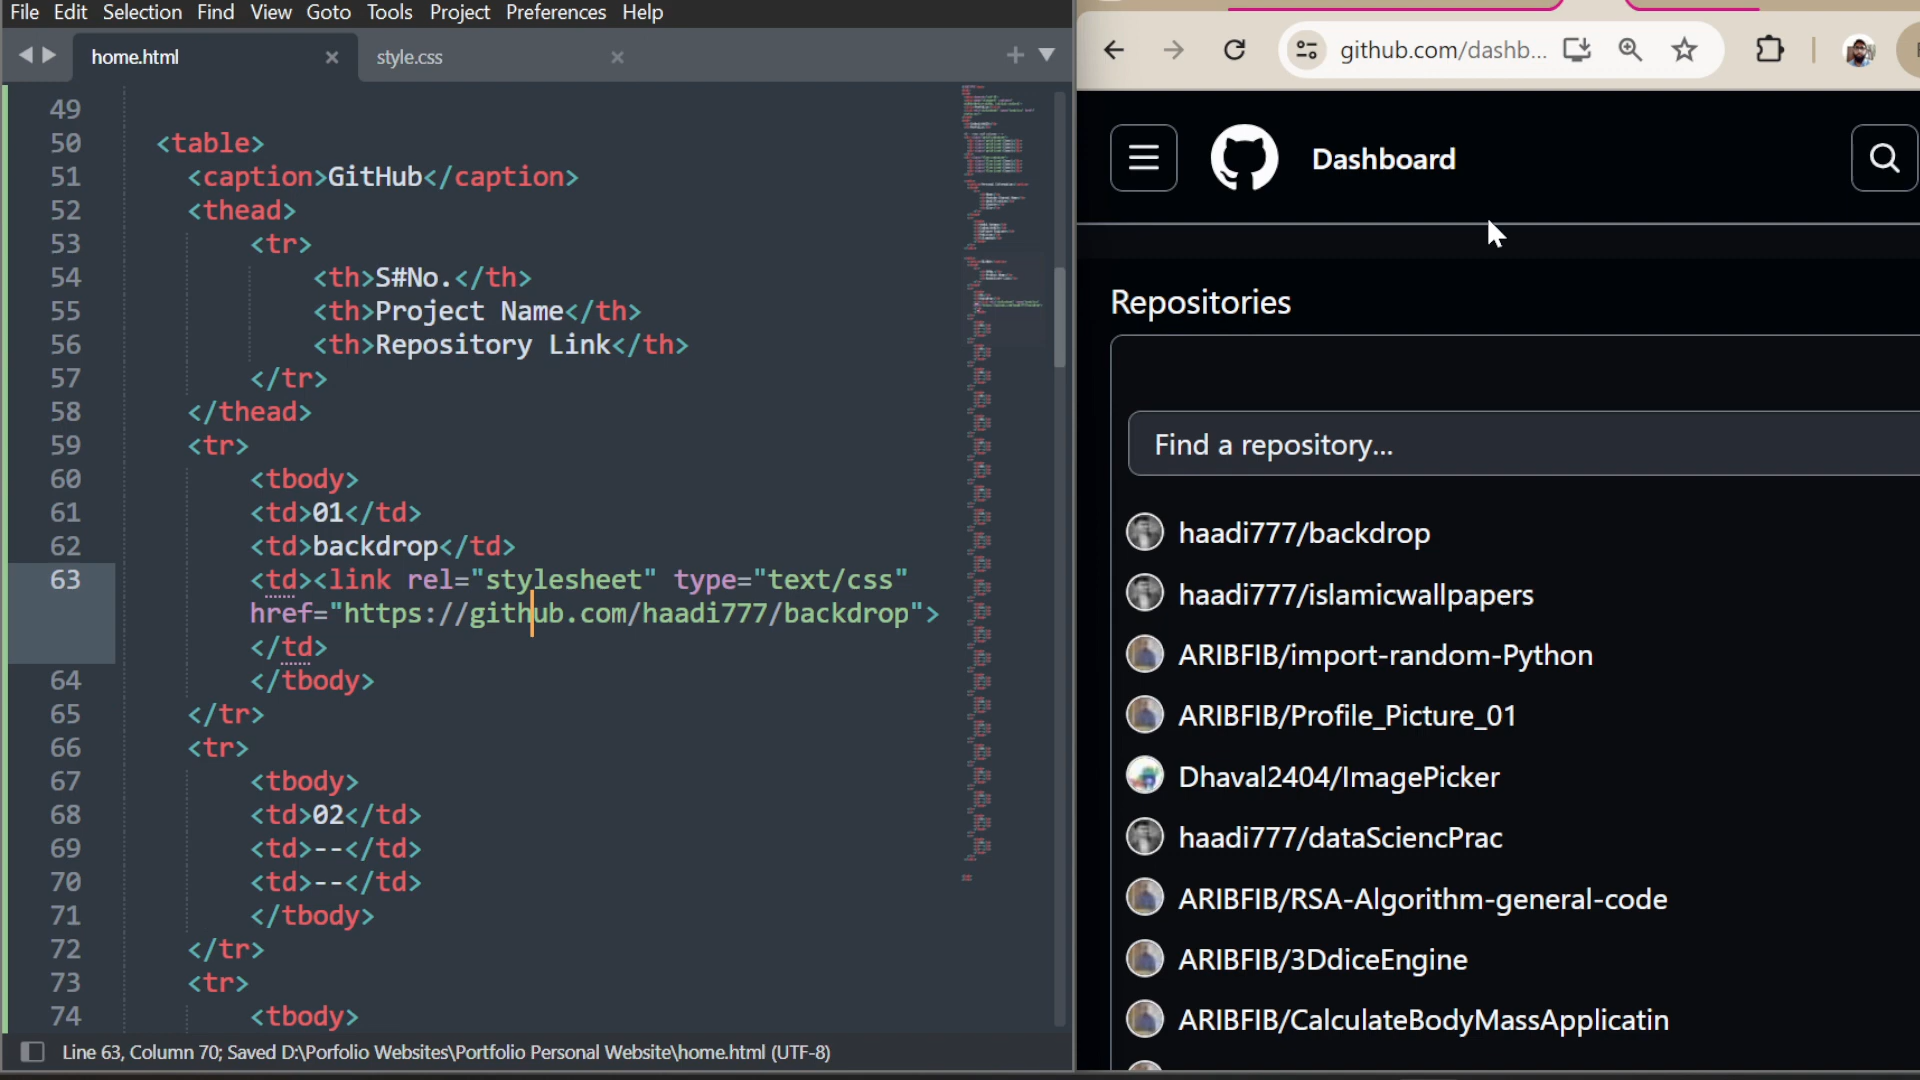 File Edit Selection Find View Goto Tools Project Preferences Help
home.html
style.css
49
50 <table>
51 <caption>GitHub</caption>
52 <thead>
53 <tr>
54 <th>S#No.</th>
55 <th>Project Name</th>
56 <th>Repository Link</th>
57 </tr>
58 </thead>
59 <tr>
60 <tbody>
61 <td>01</td>
62 <td>backdrop</td>
63 <td><link rel="stylesheet" type="text/css"
href="https://github.com/haadi777/backdrop">
</td>
64 </tbody>
65 </tr>
66 <tr>
67 <tbody>
68 <td>02</td>
69 <td>--</td>
70 <td>--</td>
71 </tbody>
72 </tr>
73 <tr>
74 <tbody>
Line 63, Column 70; Saved D:\Porfolio Websites\Portfolio Personal Website\home.html (UTF-8)
github.com/dashb...
Dashboard
Repositories
Find a repository...
haadi777/backdrop
haadi777/islamicwallpapers
ARIBFIB/import-random-Python
ARIBFIB/Profile_Picture_01
Dhaval2404/ImagePicker
haadi777/dataSciencPrac
ARIBFIB/RSA-Algorithm-general-code
ARIBFIB/3DdiceEngine
ARIBFIB/CalculateBodyMassApplicatin